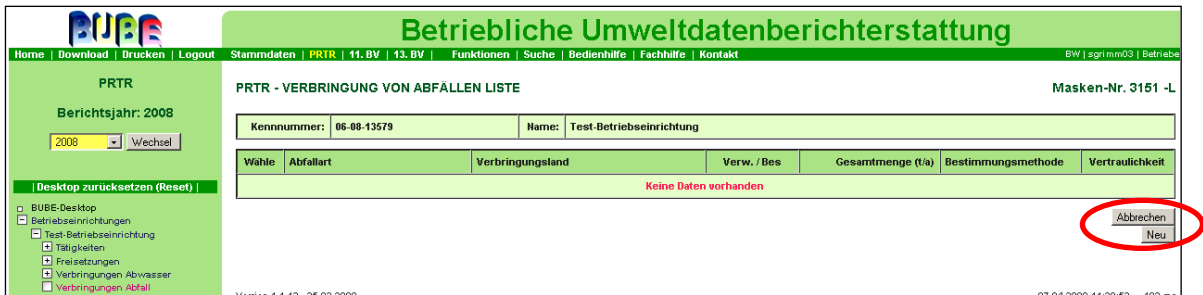 BUBE
Betriebliche Umweltdatenberichterstattung
Home | Download | Drucken | Logout
Stammdaten | PRTR | 11. BV | 13. BV | Funktionen | Suche | Bedienhilfe | Fachhilfe | Kontakt
BW | sgrimm03 | Betriebe
PRTR
Berichtsjahr: 2008
2008 Wechsel
| Desktop zurücksetzen (Reset) |
BUBE-Desktop
Betriebseinrichtungen
Test-Betriebseinrichtung
Tätigkeiten
Freisetzungen
Verbringungen Abwasser
Verbringungen Abfall
PRTR - VERBRINGUNG VON ABFÄLLEN LISTE
Masken-Nr. 3151 -L
Kennnummer: 06-08-13579 Name: Test-Betriebseinrichtung
Wähle Abfallart Verbringungsland Verw. / Bes Gesamtmenge (t/a) Bestimmungsmethode Vertraulichkeit
Keine Daten vorhanden
Abbrechen
Neu